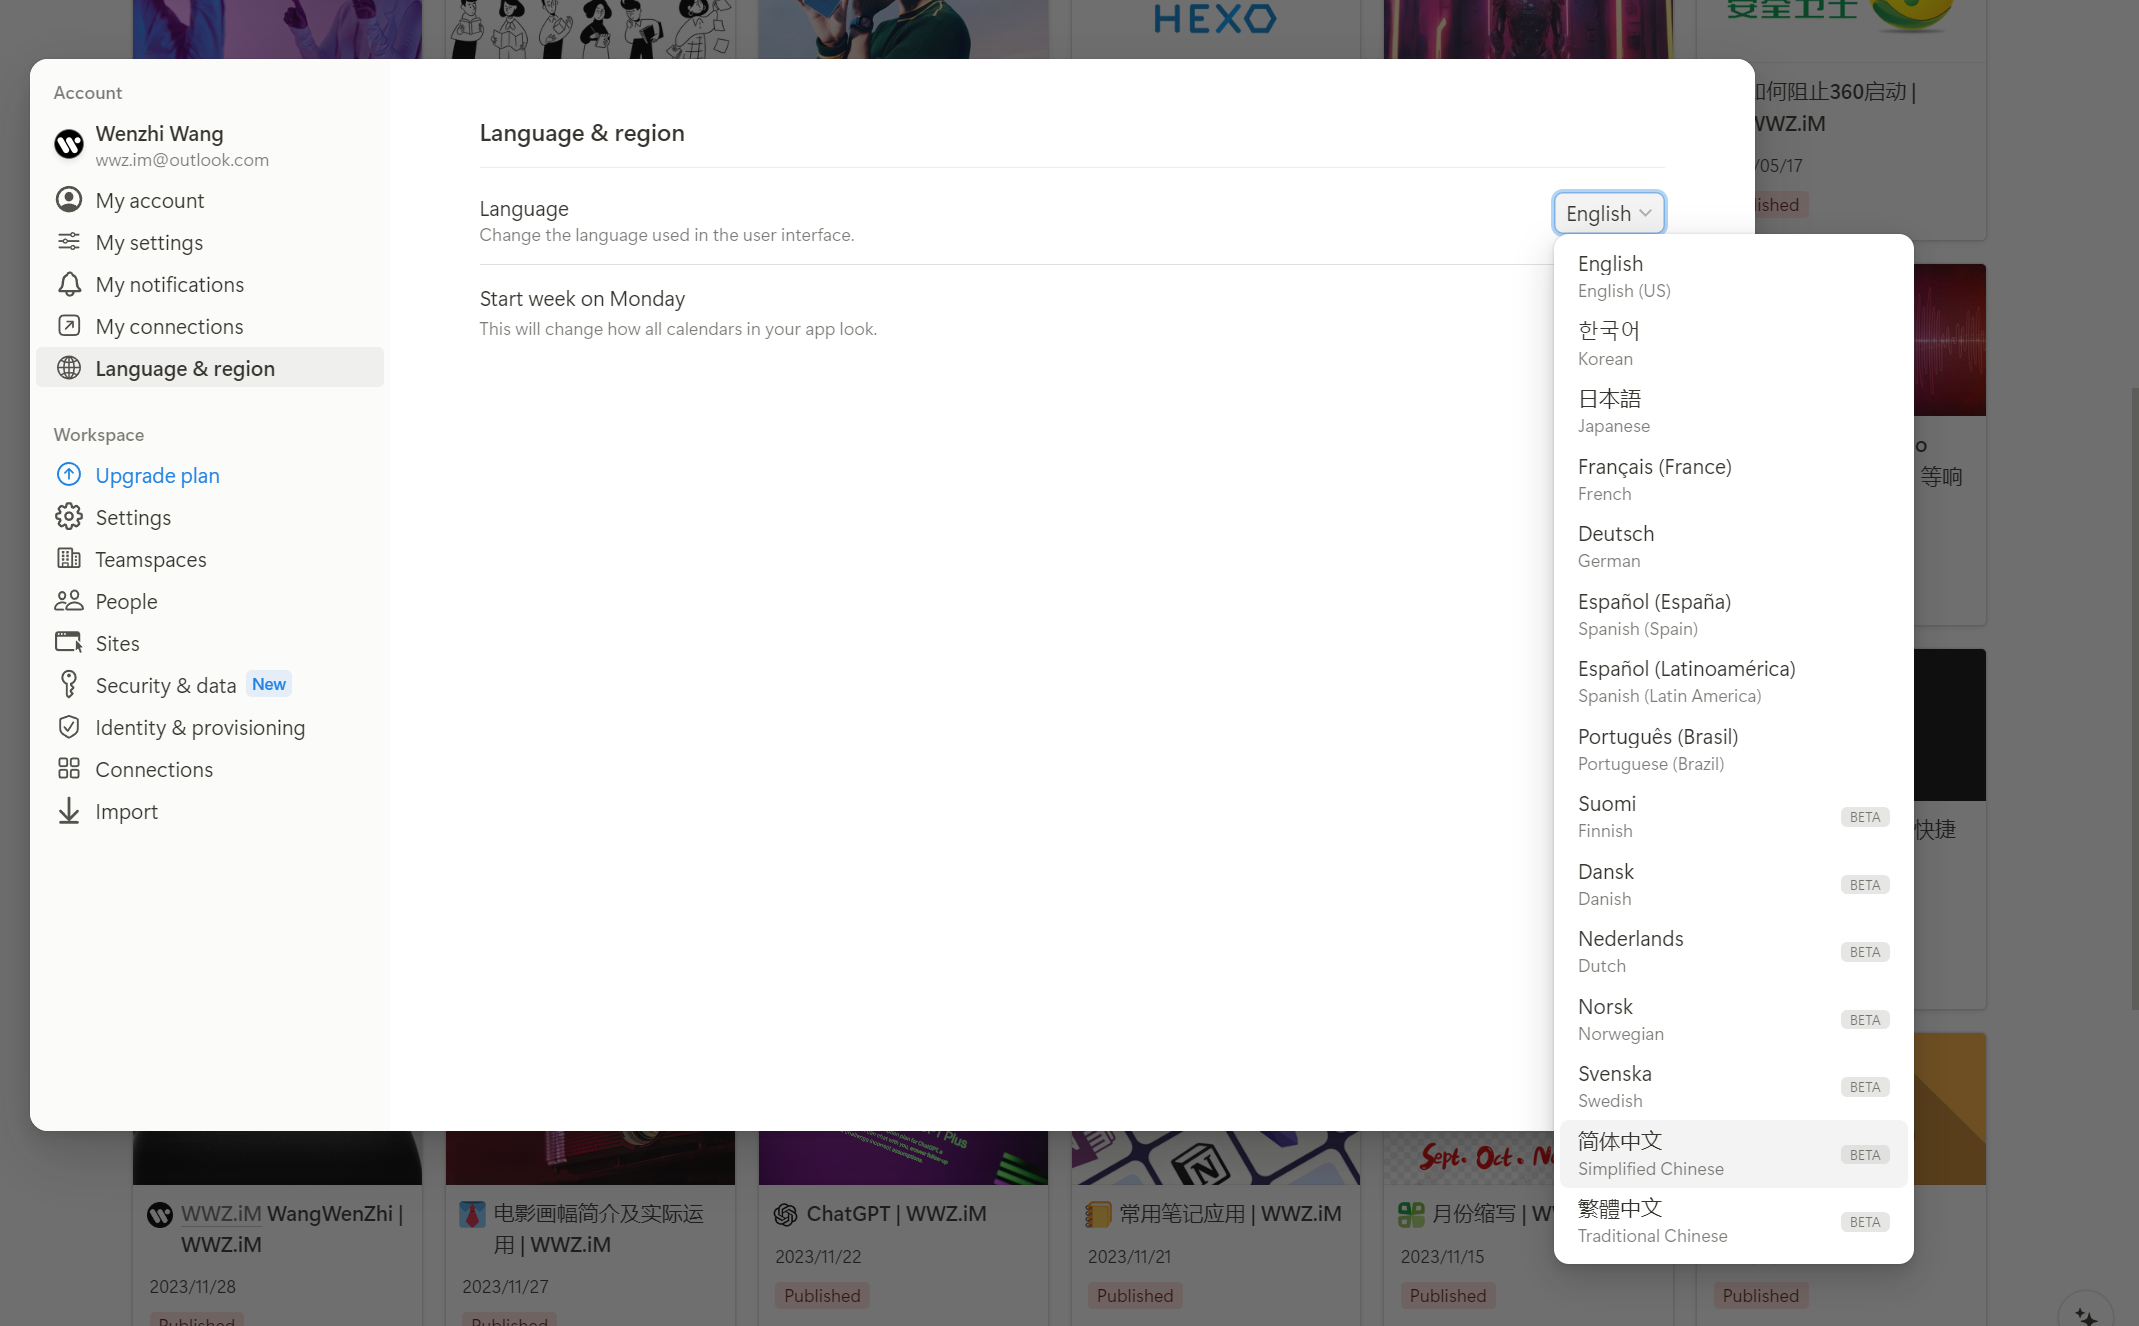 HEXO
Account
Wenzhi Wang
wwz.im@outlook.com
My account
My settings
My notifications
My connections
Language & region
Workspace
Upgrade plan
Settings
Teamspaces
People
Sites
Security & data New
Identity & provisioning
Connections
Import
Language & region
Language
Change the language used in the user interface.
English
Start week on Monday
This will change how all calendars in your app look.
English
English (US)
한국어
Korean
日本語
Japanese
Français (France)
French
Deutsch
German
Español (España)
Spanish (Spain)
Español (Latinoamérica)
Spanish (Latin America)
Português (Brasil)
Portuguese (Brazil)
Suomi
Finnish
BETA
Dansk
Danish
BETA
Nederlands
Dutch
BETA
Norsk
Norwegian
BETA
Svenska
Swedish
BETA
简体中文
Simplified Chinese
BETA
繁體中文
Traditional Chinese
BETA
何阻止360启动 |
WWZ.iM
/05/17
ished
o
等响
快捷
Plus
Sept. Oct.
WWZ.iM WangWenZhi |
WWZ.iM
2023/11/28
Published
电影画幅简介及实际运
用 | WWZ.iM
2023/11/27
Published
ChatGPT | WWZ.iM
2023/11/22
Published
常用笔记应用 | WWZ.iM
2023/11/21
Published
月份缩写 | W
2023/11/15
Published
Published